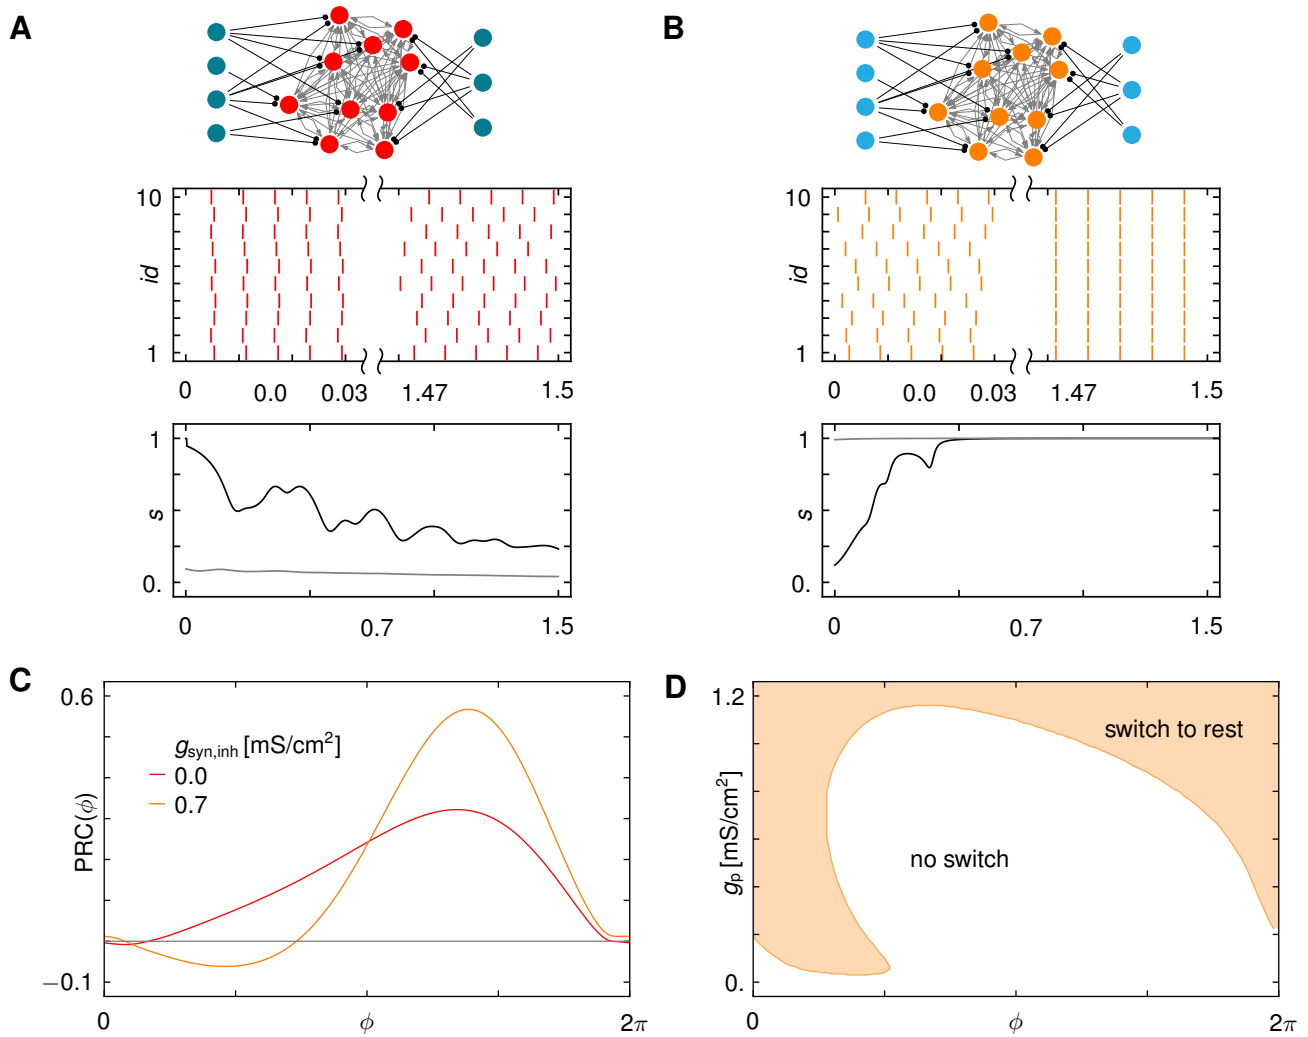 A
B
10
id
1
0
0.0
0.03
1.47
1.5
10
id
1
0
0.0
0.03
1.47
1.5
1
s
0.
0
0.7
1.5
1
s
0.
0
0.7
1.5
C
0.6
PRC(ϕ)
−0.1
g_syn,inh [mS/cm²]
0.0
0.7
0
ϕ
2π
D
1.2
g_p [mS/cm²]
0.
switch to rest
no switch
0
ϕ
2π